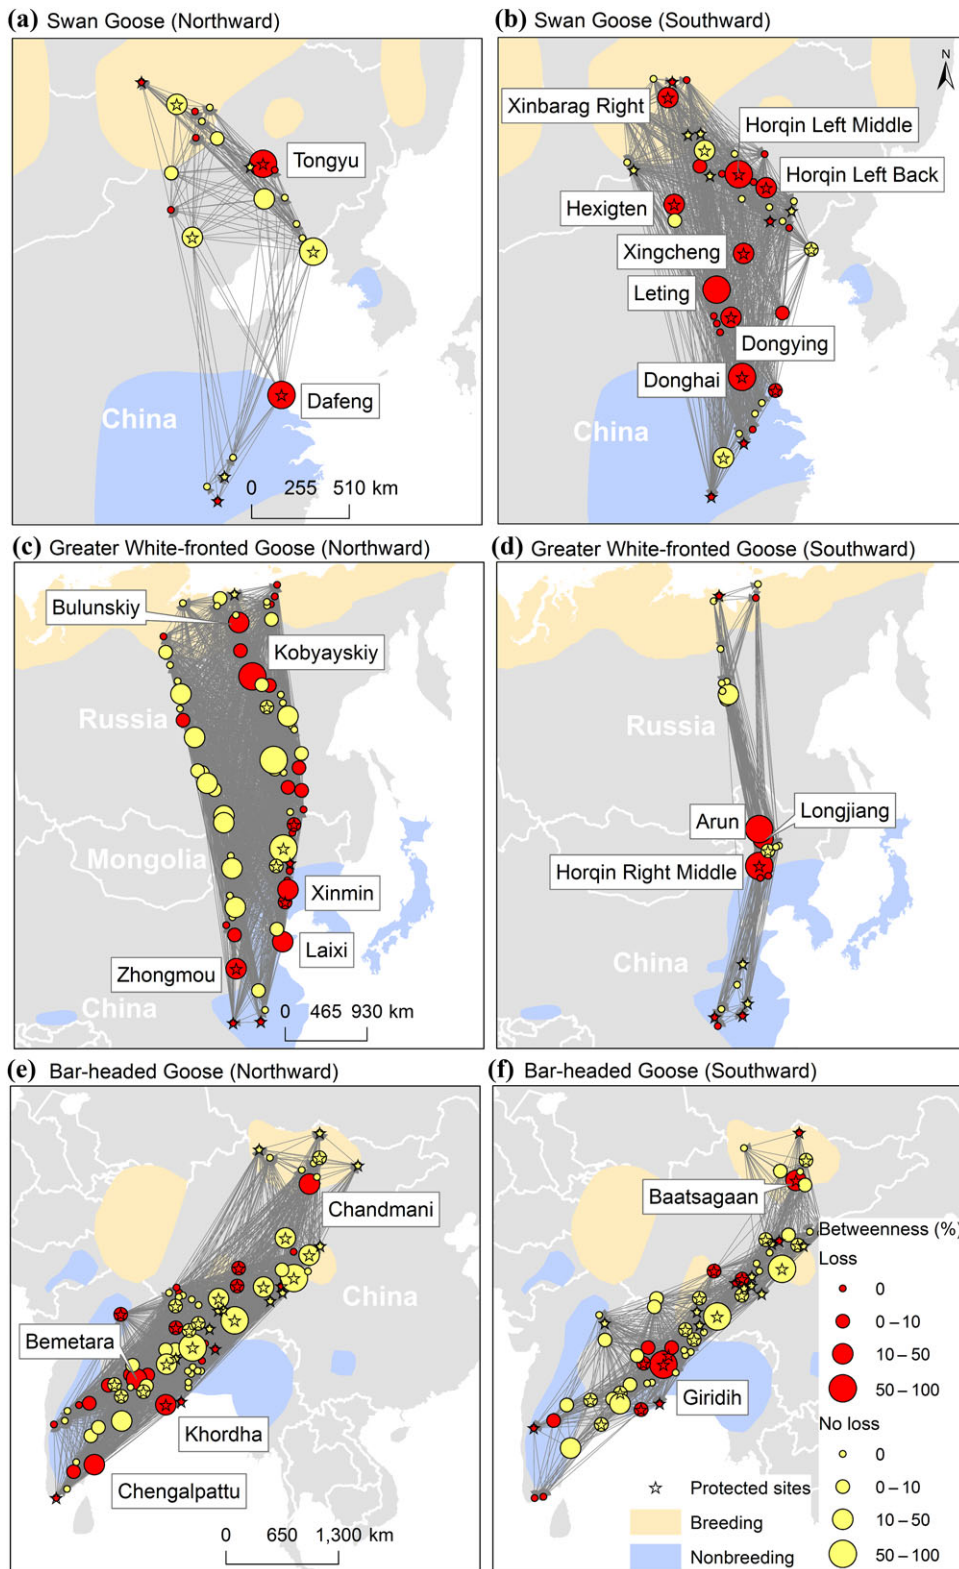 (a) Swan Goose (Northward)
Tongyu
Dafeng
China
0 255 510 km
(b) Swan Goose (Southward)
N
Xinbarag Right
Horqin Left Middle
Horqin Left Back
Hexigten
Xingcheng
Leting
Dongying
Donghai
China
(c) Greater White-fronted Goose (Northward)
Bulunskiy
Kobyayskiy
Russia
Mongolia
Xinmin
Laixi
Zhongmou
China
0 465 930 km
(d) Greater White-fronted Goose (Southward)
Russia
Arun
Longjiang
Horqin Right Middle
China
(e) Bar-headed Goose (Northward)
Chandmani
China
Bemetara
Khordha
Chengalpattu
0 650 1,300 km
(f) Bar-headed Goose (Southward)
Baatsagaan
Giridih
Betweenness (%)
Loss
0
0 – 10
10 – 50
50 – 100
No loss
0
0 – 10
10 – 50
50 – 100
Protected sites
Breeding
Nonbreeding